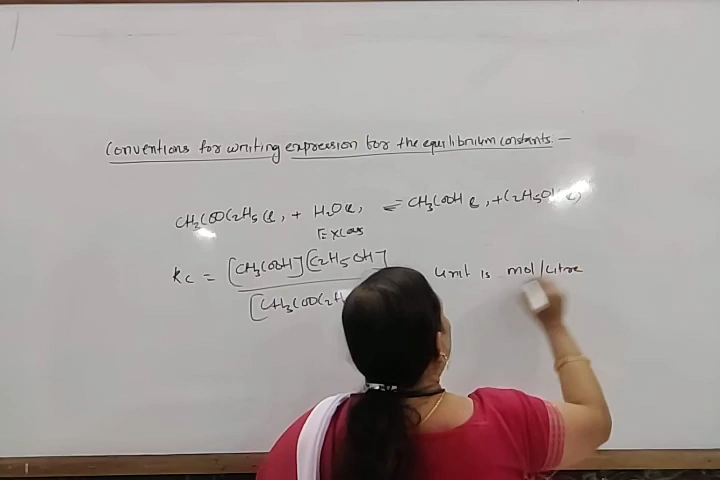 Conventions for writing expression for the equilibrium constants:-
CH3COOC2H5(l) + H2O(l) ⇌ CH3COOH(l) + C2H5OH(l)
Excess
Kc = [CH3COOH][C2H5OH] unit is mol/litre
[CH3COOC2H